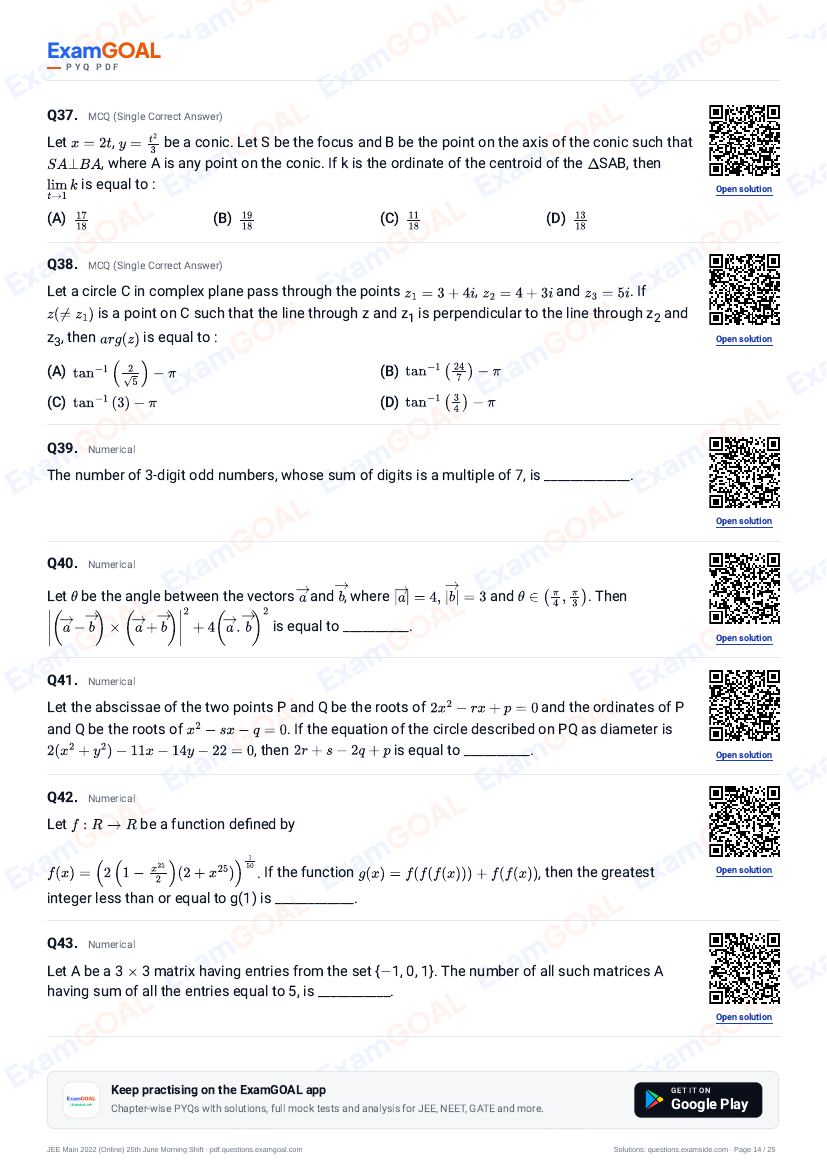 ExamGOAL
PYQ PDF
Q37. MCQ (Single Correct Answer)
Let x = 2t, y = t²/3 be a conic. Let S be the focus and B be the point on the axis of the conic such that
SA⊥BA, where A is any point on the conic. If k is the ordinate of the centroid of the ΔSAB, then
lim t→1 k is equal to :
(A) 17/18 (B) 19/18 (C) 11/18 (D) 13/18
Open solution
Q38. MCQ (Single Correct Answer)
Let a circle C in complex plane pass through the points z₁ = 3 + 4i, z₂ = 4 + 3i and z₃ = 5i. If
z(≠ z₁) is a point on C such that the line through z and z₁ is perpendicular to the line through z₂ and
z₃, then arg(z) is equal to :
(A) tan⁻¹ (2/√5) − π (B) tan⁻¹ (24/7) − π
(C) tan⁻¹ (3) − π (D) tan⁻¹ (3/4) − π
Open solution
Q39. Numerical
The number of 3-digit odd numbers, whose sum of digits is a multiple of 7, is _____________.
Open solution
Q40. Numerical
Let θ be the angle between the vectors a⃗ and b⃗, where |a⃗| = 4, |b⃗| = 3 and θ ∈ (π/4, π/3). Then
|(a⃗ − b⃗) × (a⃗ + b⃗)|² + 4(a⃗ . b⃗)² is equal to __________.
Open solution
Q41. Numerical
Let the abscissae of the two points P and Q be the roots of 2x² − rx + p = 0 and the ordinates of P
and Q be the roots of x² − sx − q = 0. If the equation of the circle described on PQ as diameter is
2(x² + y²) − 11x − 14y − 22 = 0, then 2r + s − 2q + p is equal to __________.
Open solution
Q42. Numerical
Let f : R → R be a function defined by
f(x) = (2(1 − x²⁵/2)(2 + x²⁵))^(1/50). If the function g(x) = f(f(f(x))) + f(f(x)), then the greatest
integer less than or equal to g(1) is ____________.
Open solution
Q43. Numerical
Let A be a 3 × 3 matrix having entries from the set {−1, 0, 1}. The number of all such matrices A
having sum of all the entries equal to 5, is ___________.
Open solution
ExamGOAL
Keep practising on the ExamGOAL app
Chapter-wise PYQs with solutions, full mock tests and analysis for JEE, NEET, GATE and more.
GET IT ON
Google Play
JEE Main 2022 (Online) 25th June Morning Shift · pdf.questions.examgoal.com Solutions: questions.examside.com · Page 14 / 25